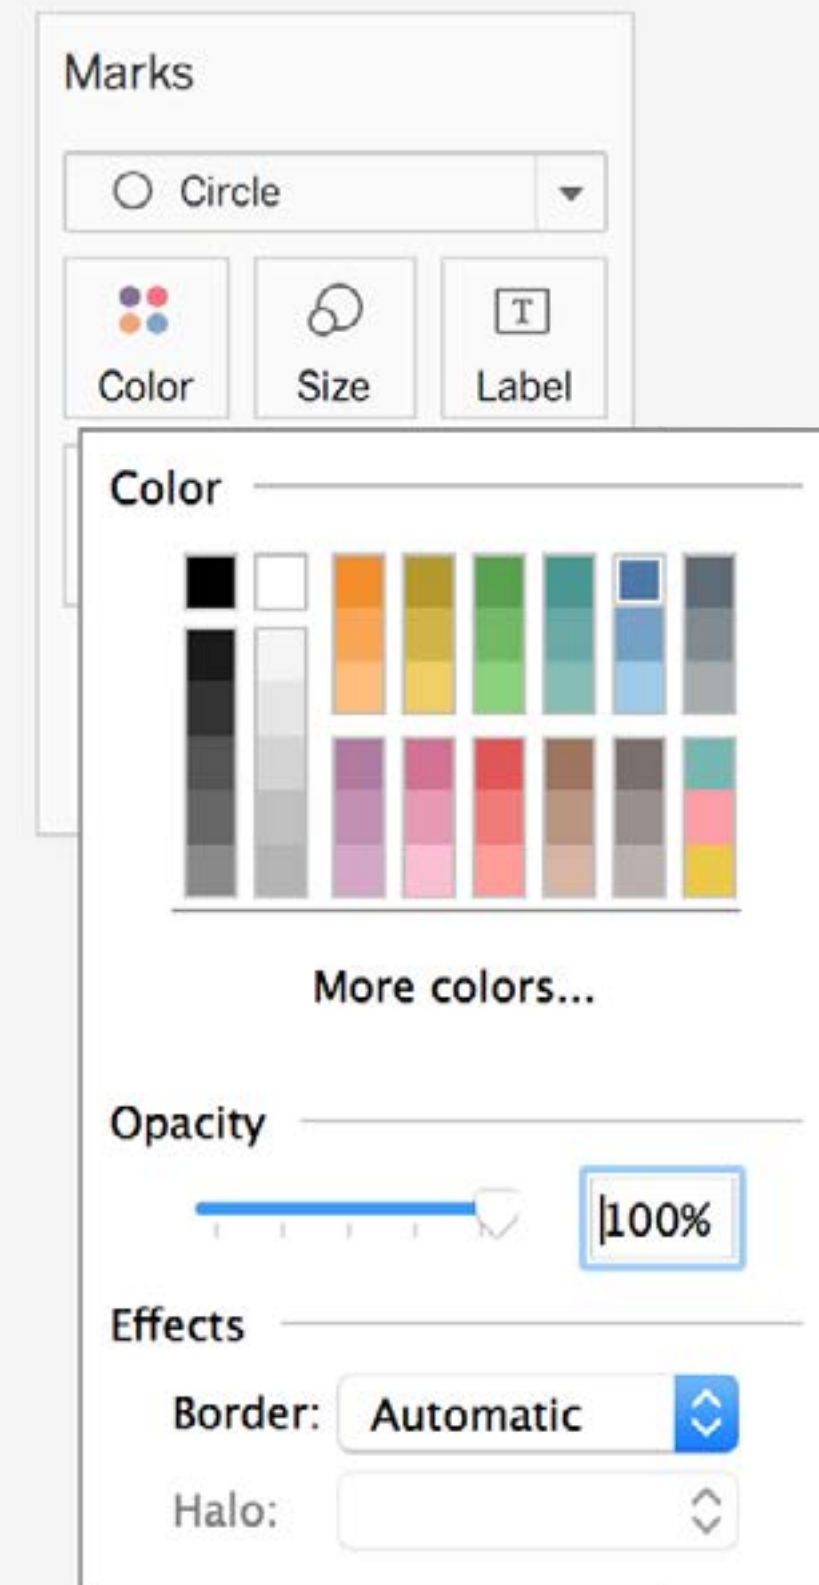 Marks
Circle
Color Size T Label
Color
More colors...
Opacity
100%
Effects
Border: Automatic
Halo: